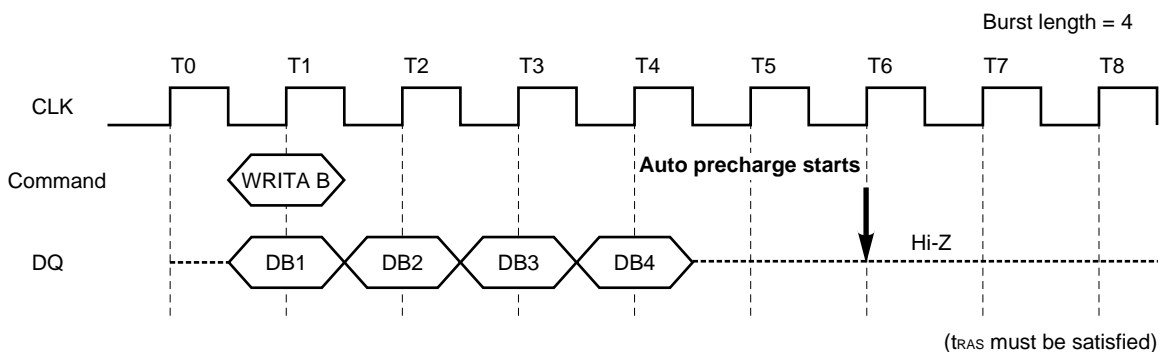 Burst length = 4
T0 T1 T2 T3 T4 T5 T6 T7 T8
CLK
Auto precharge starts
Command WRITA B
Hi-Z
DQ DB1 DB2 DB3 DB4
(tRAS must be satisfied)